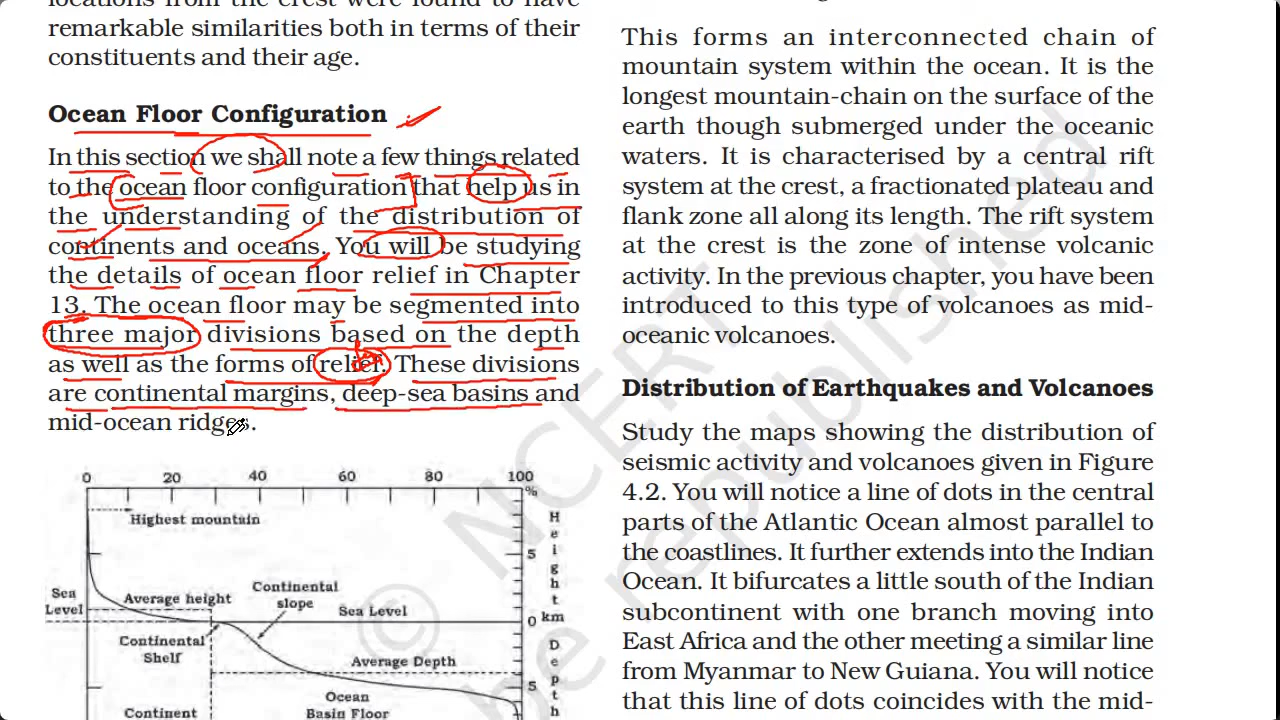 locations from the crest were found to have
remarkable similarities both in terms of their
constituents and their age.
Ocean Floor Configuration
In this section we shall note a few things related
to the ocean floor configuration that help us in
the understanding of the distribution of
continents and oceans. You will be studying
the details of ocean floor relief in Chapter
13. The ocean floor may be segmented into
three major divisions based on the depth
as well as the forms of relief. These divisions
are continental margins, deep-sea basins and
mid-ocean ridges.
0 20 40 60 80 100
%
Highest mountain
5
Height
Continental
slope
Sea
Level
Average height
Sea Level
0 km
Continental
Shelf
Average Depth
5
Depth
Ocean
Basin Floor
Continent
This forms an interconnected chain of
mountain system within the ocean. It is the
longest mountain-chain on the surface of the
earth though submerged under the oceanic
waters. It is characterised by a central rift
system at the crest, a fractionated plateau and
flank zone all along its length. The rift system
at the crest is the zone of intense volcanic
activity. In the previous chapter, you have been
introduced to this type of volcanoes as mid-
oceanic volcanoes.
Distribution of Earthquakes and Volcanoes
Study the maps showing the distribution of
seismic activity and volcanoes given in Figure
4.2. You will notice a line of dots in the central
parts of the Atlantic Ocean almost parallel to
the coastlines. It further extends into the Indian
Ocean. It bifurcates a little south of the Indian
subcontinent with one branch moving into
East Africa and the other meeting a similar line
from Myanmar to New Guiana. You will notice
that this line of dots coincides with the mid-
© NCERT
be republished